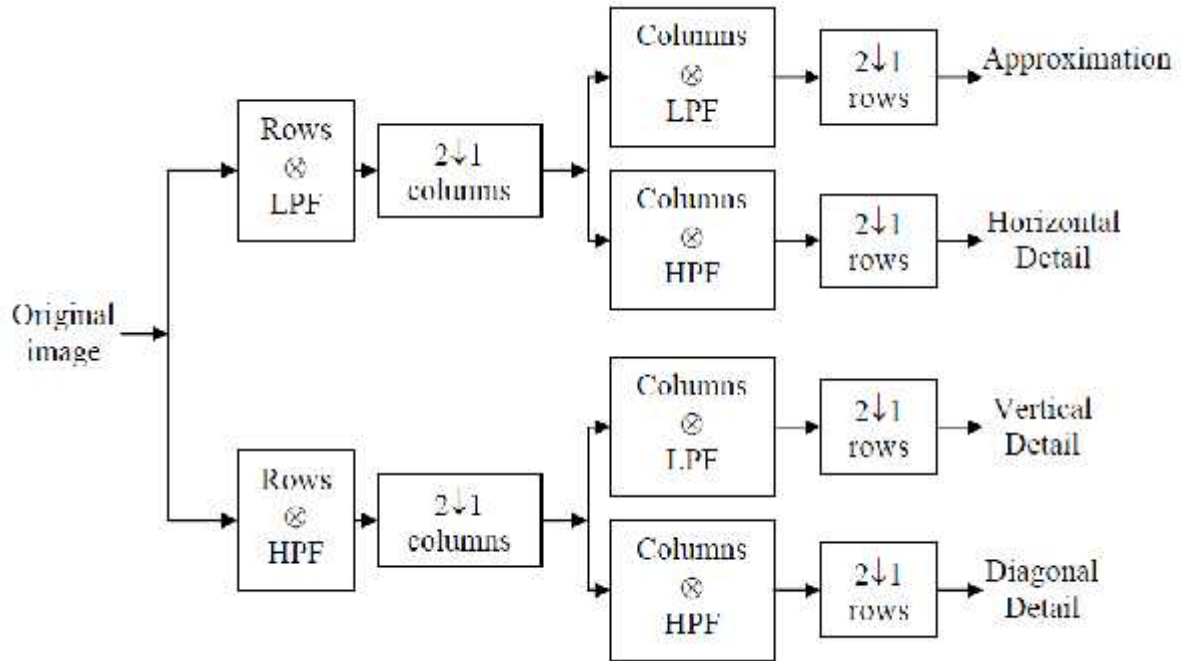 Original
image
Rows
⊗
LPF
2↓1
columns
Columns
⊗
LPF
2↓1
rows
Approximation
Columns
⊗
HPF
2↓1
rows
Horizontal
Detail
Rows
⊗
HPF
2↓1
columns
Columns
⊗
LPF
2↓1
rows
Vertical
Detail
Columns
⊗
HPF
2↓1
rows
Diagonal
Detail